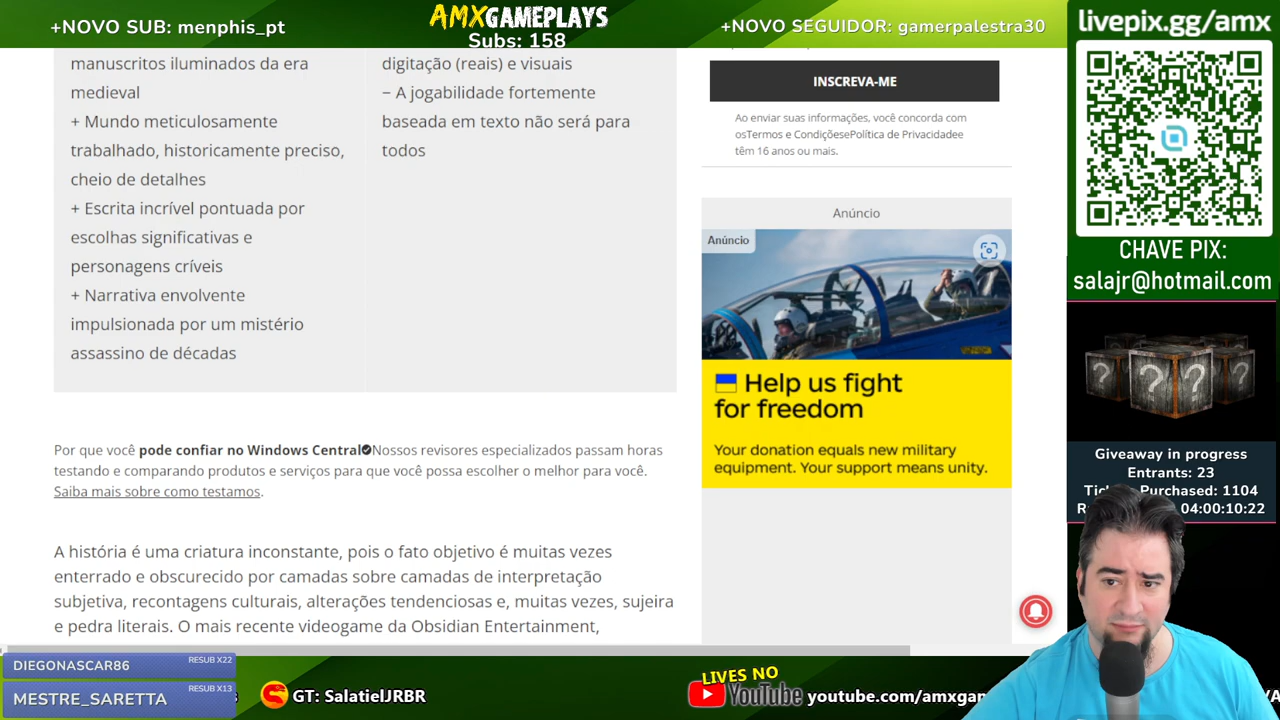 +NOVO SUB: menphis_pt
AMXGAMEPLAYS
Subs: 158
+NOVO SEGUIDOR: gamerpalestra30
livepix.gg/amx
manuscritos iluminados da era
medieval
+ Mundo meticulosamente
trabalhado, historicamente preciso,
cheio de detalhes
+ Escrita incrível pontuada por
escolhas significativas e
personagens críveis
+ Narrativa envolvente
impulsionada por um mistério
assassino de décadas
digitação (reais) e visuais
− A jogabilidade fortemente
baseada em texto não será para
todos
INSCREVA-ME
Ao enviar suas informações, você concorda com
osTermos e CondiçõesePolítica de Privacidadee
têm 16 anos ou mais.
Anúncio
Anúncio
Help us fight
for freedom
Your donation equals new military
equipment. Your support means unity.
CHAVE PIX:
salajr@hotmail.com
? ? ?
Giveaway in progress
Entrants: 23
Purchased: 1104
04:00:10:22
Por que você pode confiar no Windows Central Nossos revisores especializados passam horas
testando e comparando produtos e serviços para que você possa escolher o melhor para você.
Saiba mais sobre como testamos.
A história é uma criatura inconstante, pois o fato objetivo é muitas vezes
enterrado e obscurecido por camadas sobre camadas de interpretação
subjetiva, recontagens culturais, alterações tendenciosas e, muitas vezes, sujeira
e pedra literais. O mais recente videogame da Obsidian Entertainment,
DIEGONASCAR86
RESUB X22
MESTRE_SARETTA
RESUB X13
GT: SalatielJRBR
LIVES NO
YouTube
youtube.com/amxgam